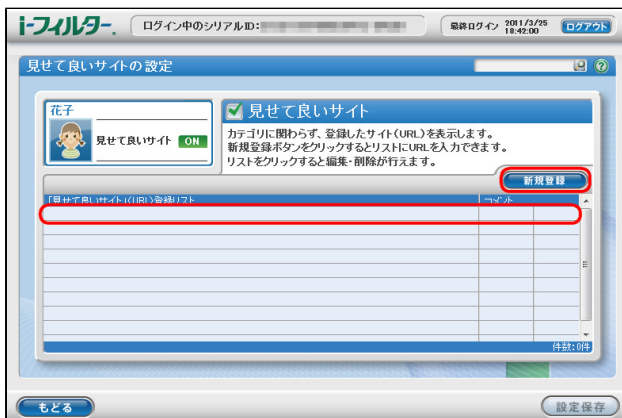 i-フィルター. ログイン中のシリアルID: 最終ログイン 2011/3/25 18:42:00 ログアウト
見せて良いサイトの設定
花子
見せて良いサイト ON
見せて良いサイト
カテゴリに関わらず、登録したサイト(URL)を表示します。
新規登録ボタンをクリックするとリストにURLを入力できます。
リストをクリックすると編集・削除が行えます。
新規登録
「見せて良いサイト」(URL)登録リスト コメント
件数:0件
もどる 設定保存